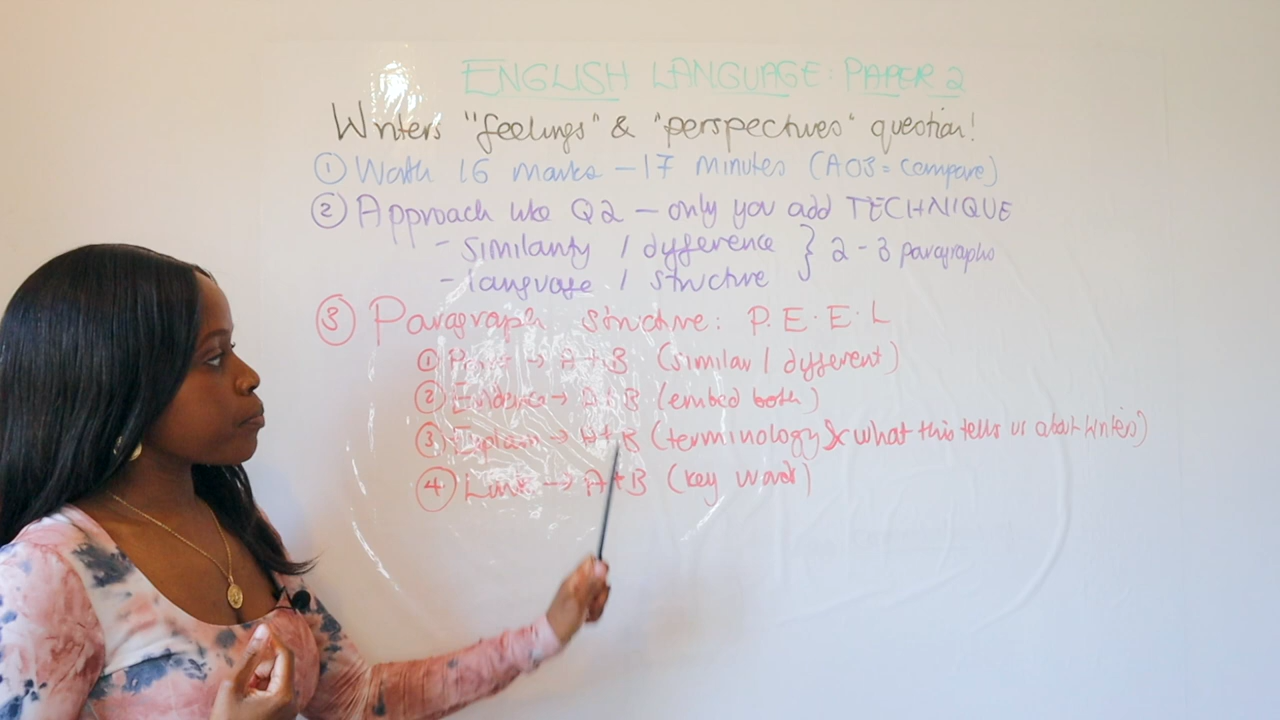 ENGLISH LANGUAGE: PAPER 2
Writers "feelings" & "perspectives" question!
① Worth 16 marks – 17 minutes (AO3 = compare)
② Approach like Q2 – only you add TECHNIQUE
- similarity / difference } 2 - 3 paragraphs
- language / structure
③ Paragraph structure: P.E.E.L
① Point → A+B (similar / different)
② Evidence → A+B (embed both)
③ Explain → A+B (terminology & what this tells us about writers)
④ Link → A+B (key word)